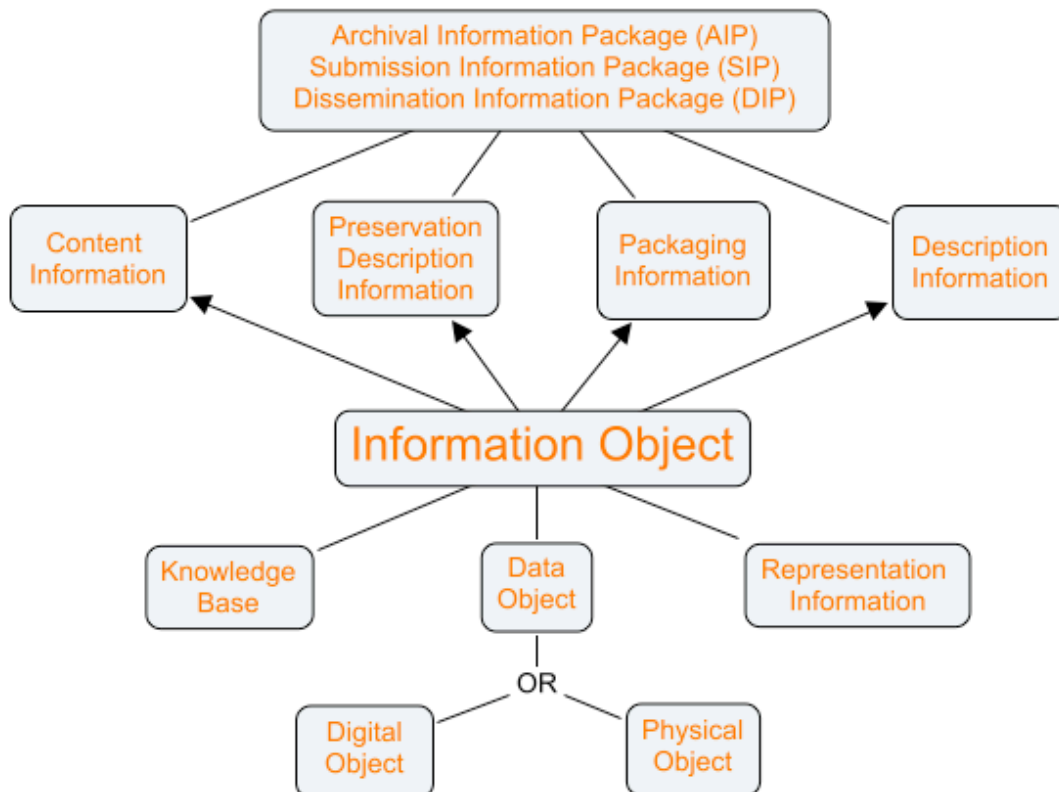 Archival Information Package (AIP)
Submission Information Package (SIP)
Dissemination Information Package (DIP)
Content
Information
Preservation
Description
Information
Packaging
Information
Description
Information
Information Object
Knowledge
Base
Data
Object
Representation
Information
OR
Digital
Object
Physical
Object